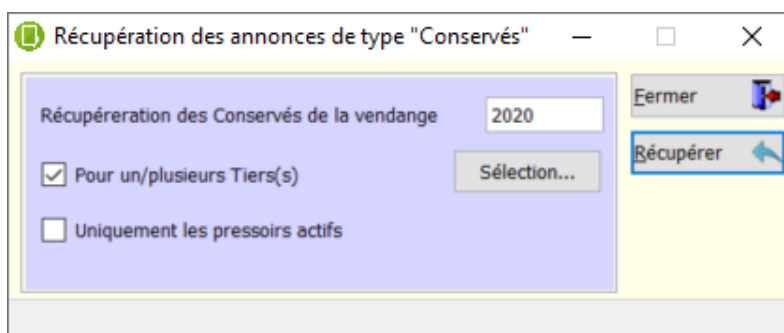 Récupération des annonces de type "Conservés"
Récupéreration des Conservés de la vendange 2020
Pour un/plusieurs Tiers(s) Sélection...
Uniquement les pressoirs actifs
Fermer
Récupérer